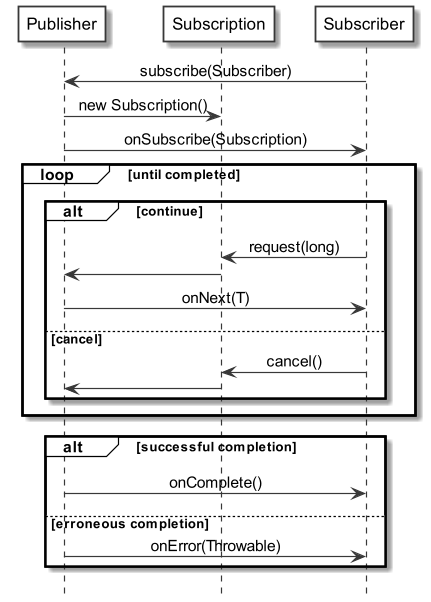 Publisher Subscription Subscriber
subscribe(Subscriber)
new Subscription()
onSubscribe(Subscription)
loop [until completed]
alt [continue]
request(long)
onNext(T)
[cancel]
cancel()
alt [successful completion]
onComplete()
[erroneous completion]
onError(Throwable)